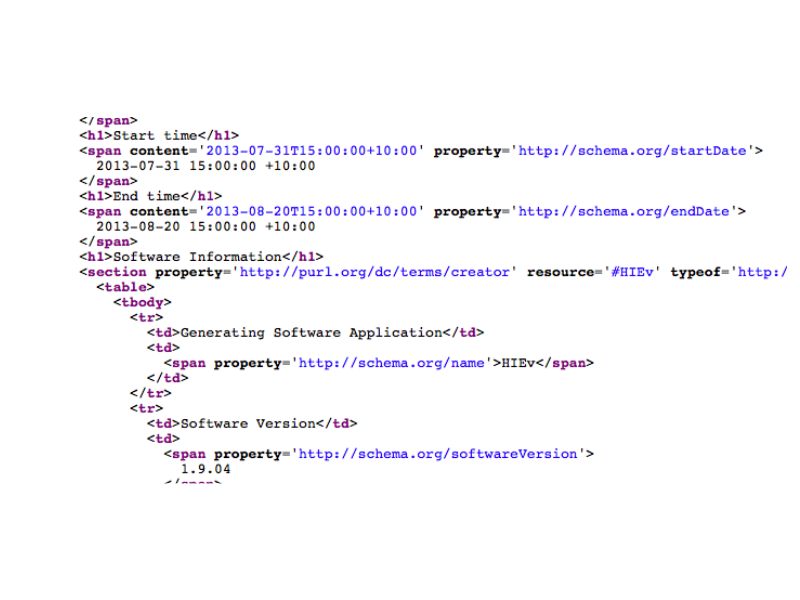 </span>
<h1>Start time</h1>
<span content='2013-07-31T15:00:00+10:00' property='http://schema.org/startDate'>
2013-07-31 15:00:00 +10:00
</span>
<h1>End time</h1>
<span content='2013-08-20T15:00:00+10:00' property='http://schema.org/endDate'>
2013-08-20 15:00:00 +10:00
</span>
<h1>Software Information</h1>
<section property='http://purl.org/dc/terms/creator' resource='#HIEv' typeof='http:/
<table>
<tbody>
<tr>
<td>Generating Software Application</td>
<td>
<span property='http://schema.org/name'>HIEv</span>
</td>
</tr>
<tr>
<td>Software Version</td>
<td>
<span property='http://schema.org/softwareVersion'>
1.9.04